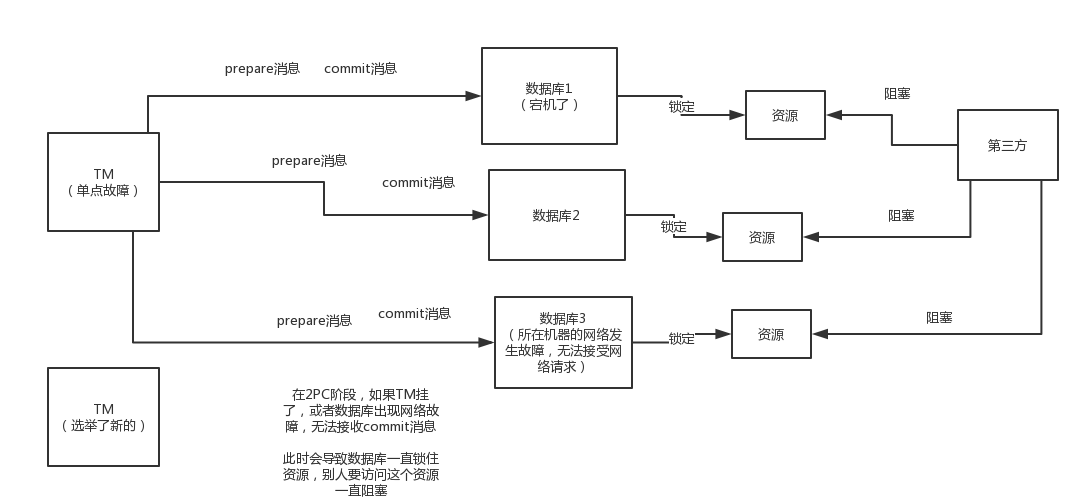 prepare消息 commit消息
数据库1
（宕机了）
锁定
资源
阻塞
第三方
TM
（单点故障）
prepare消息
commit消息
数据库2
锁定
资源
阻塞
prepare消息
commit消息
数据库3
（所在机器的网络发
生故障，无法接受网
络请求）
锁定
资源
阻塞
TM
（选举了新的）
在2PC阶段，如果TM挂
了，或者数据库出现网络故
障，无法接收commit消息
此时会导致数据库一直锁住
资源，别人要访问这个资源
一直阻塞